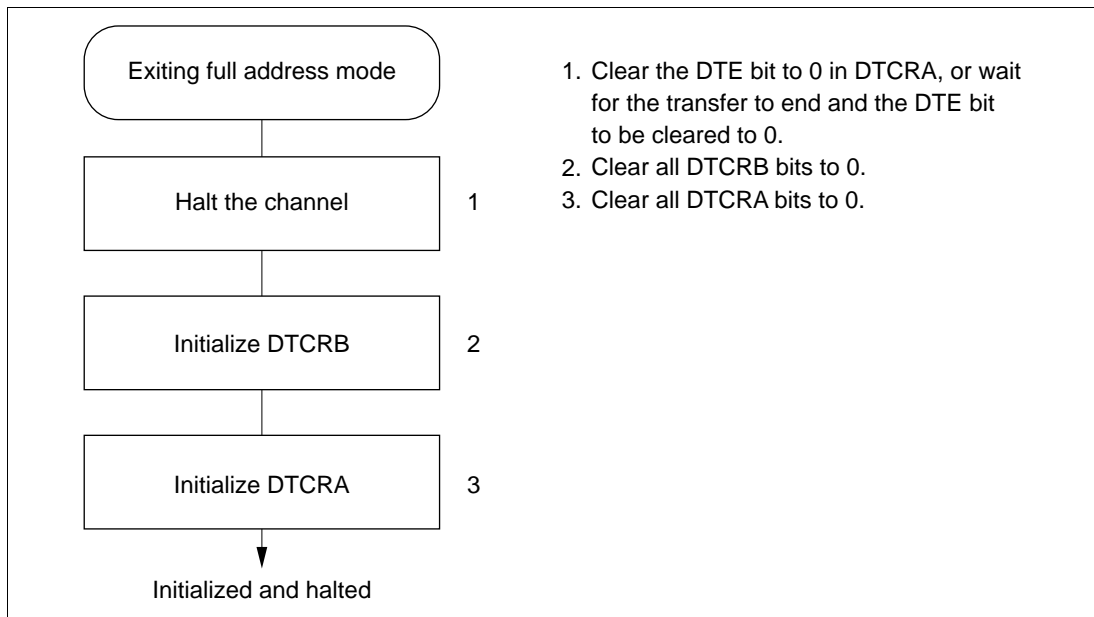 Exiting full address mode
Halt the channel
1
Initialize DTCRB
2
Initialize DTCRA
3
Initialized and halted
1. Clear the DTE bit to 0 in DTCRA, or wait
for the transfer to end and the DTE bit
to be cleared to 0.
2. Clear all DTCRB bits to 0.
3. Clear all DTCRA bits to 0.